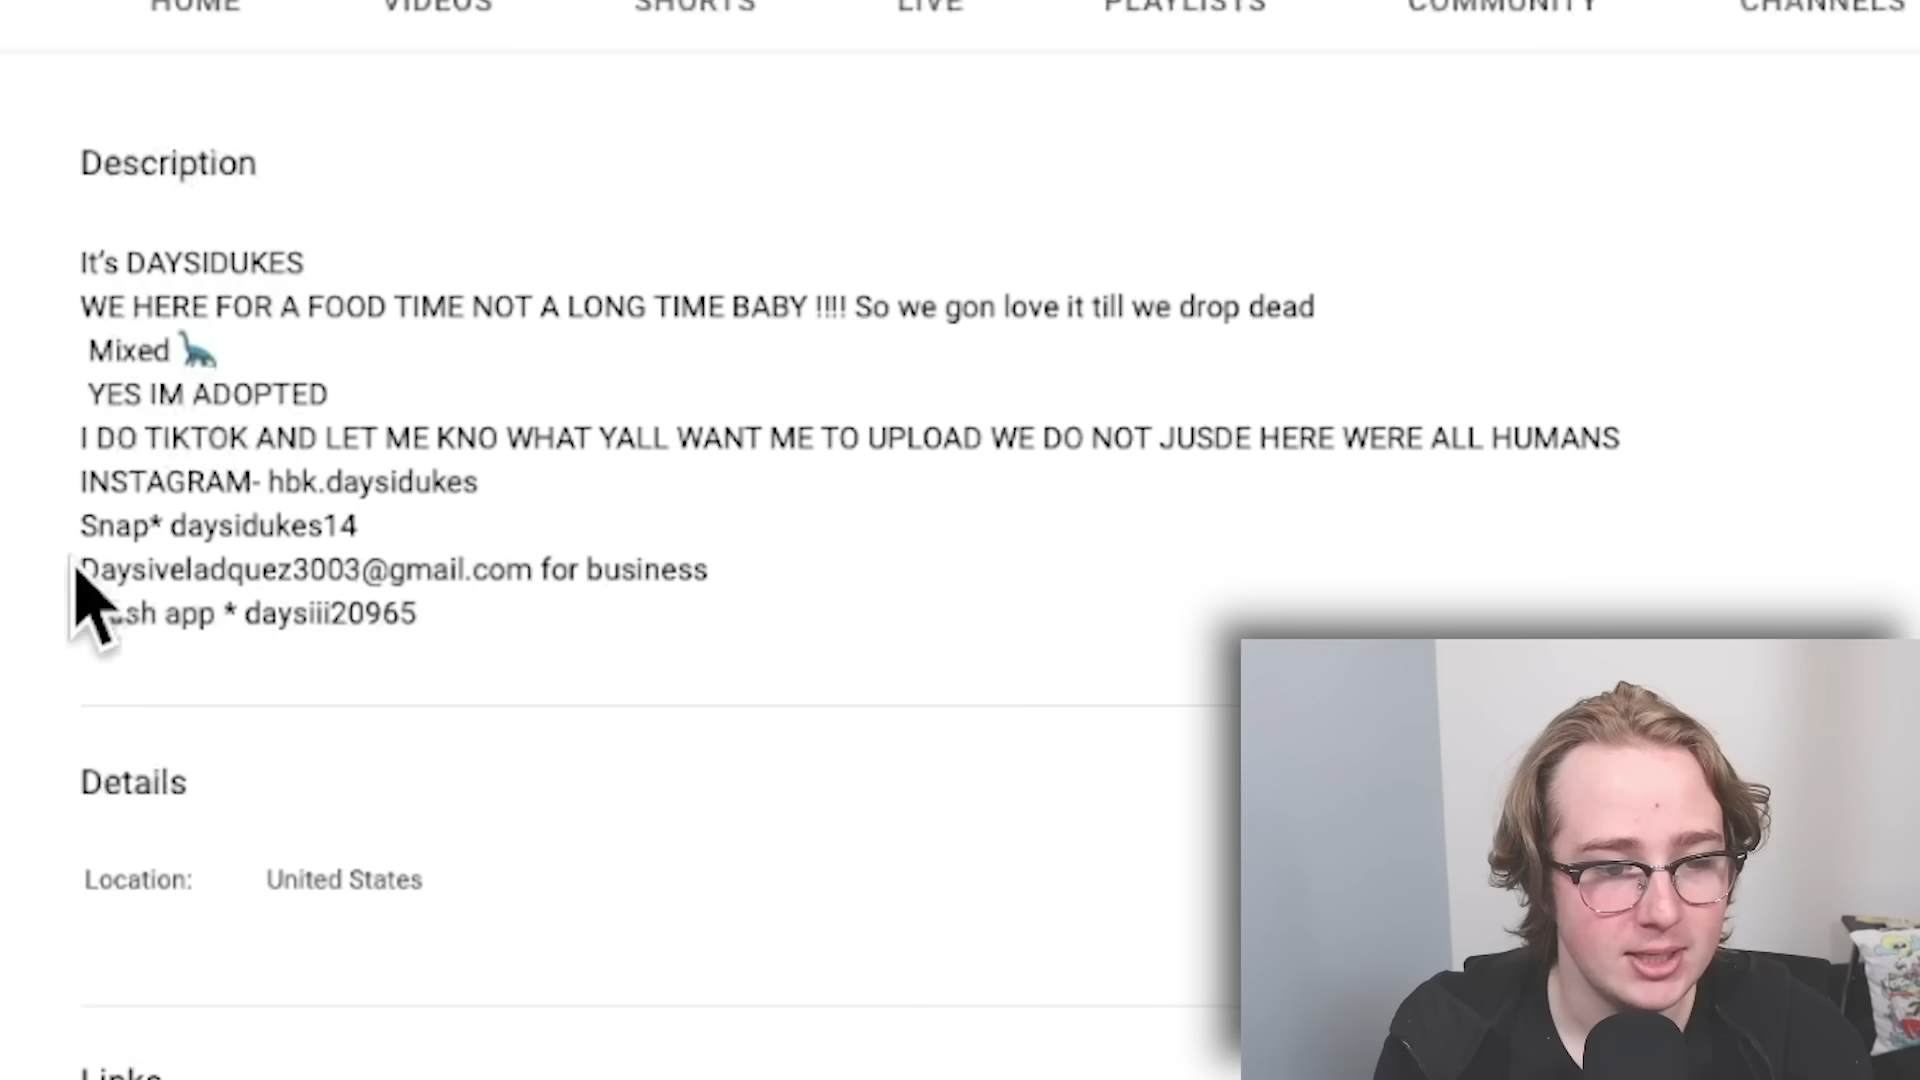 HOME VIDEOS SHORTS LIVE PLAYLISTS COMMUNITY CHANNELS
Description
It's DAYSIDUKES
WE HERE FOR A FOOD TIME NOT A LONG TIME BABY !!!! So we gon love it till we drop dead
Mixed 🦕
YES IM ADOPTED
I DO TIKTOK AND LET ME KNO WHAT YALL WANT ME TO UPLOAD WE DO NOT JUSDE HERE WERE ALL HUMANS
INSTAGRAM- hbk.daysidukes
Snap* daysidukes14
Daysiveladquez3003@gmail.com for business
sh app * daysiii20965
Details
Location: United States
Links